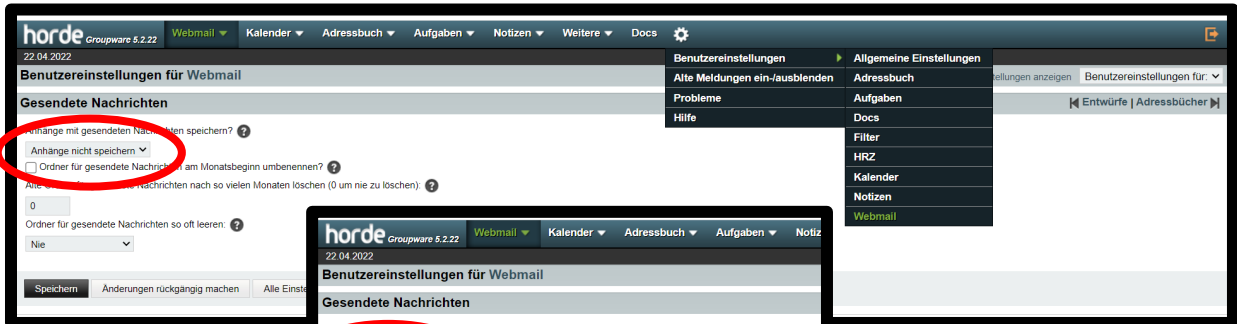 horde Groupware 5.2.22 Webmail Kalender Adressbuch Aufgaben Notizen Weitere Docs
22.04.2022
Benutzereinstellungen für Webmail
ellungen anzeigen Benutzereinstellungen für:
Gesendete Nachrichten
Entwürfe | Adressbücher
Benutzereinstellungen
Alte Meldungen ein-/ausblenden
Probleme
Hilfe
Allgemeine Einstellungen
Adressbuch
Aufgaben
Docs
Filter
HRZ
Kalender
Notizen
Webmail
Anhänge mit gesendeten Nachrichten speichern?
Anhänge nicht speichern
Ordner für gesendete Nachrichten am Monatsbeginn umbenennen?
Nachrichten nach so vielen Monaten löschen (0 um nie zu löschen):
0
Ordner für gesendete Nachrichten so oft leeren:
Nie
Speichern Änderungen rückgängig machen Alle Einste
horde Groupware 5.2.22 Webmail Kalender Adressbuch Aufgaben Notiz
22.04.2022
Benutzereinstellungen für Webmail
Gesendete Nachrichten